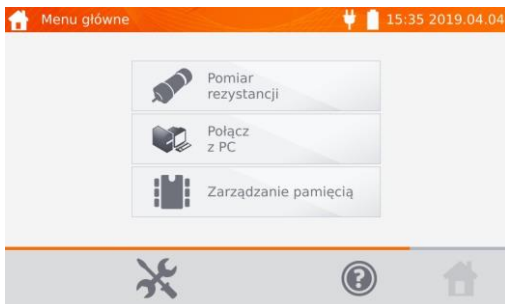 Menu główne
15:35 2019.04.04
Pomiar
rezystancji
Połącz
z PC
Zarządzanie pamięcią
?